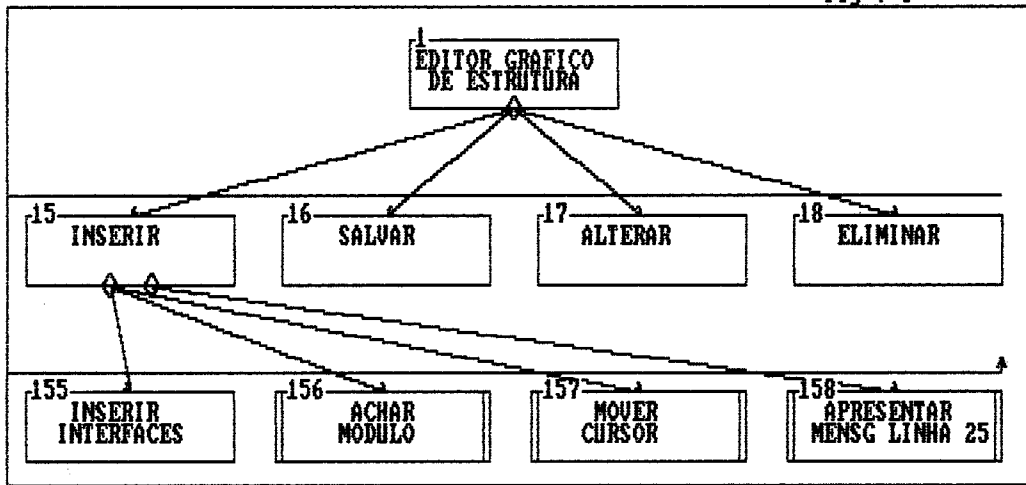 1
EDITOR GRAFICO
DE ESTRUTURA
15
INSERIR
16
SALVAR
17
ALTERAR
18
ELIMINAR
155
INSERIR
INTERFACES
156
ACHAR
MODULO
157
MOVER
CURSOR
158
APRESENTAR
MENSG LINHA 25